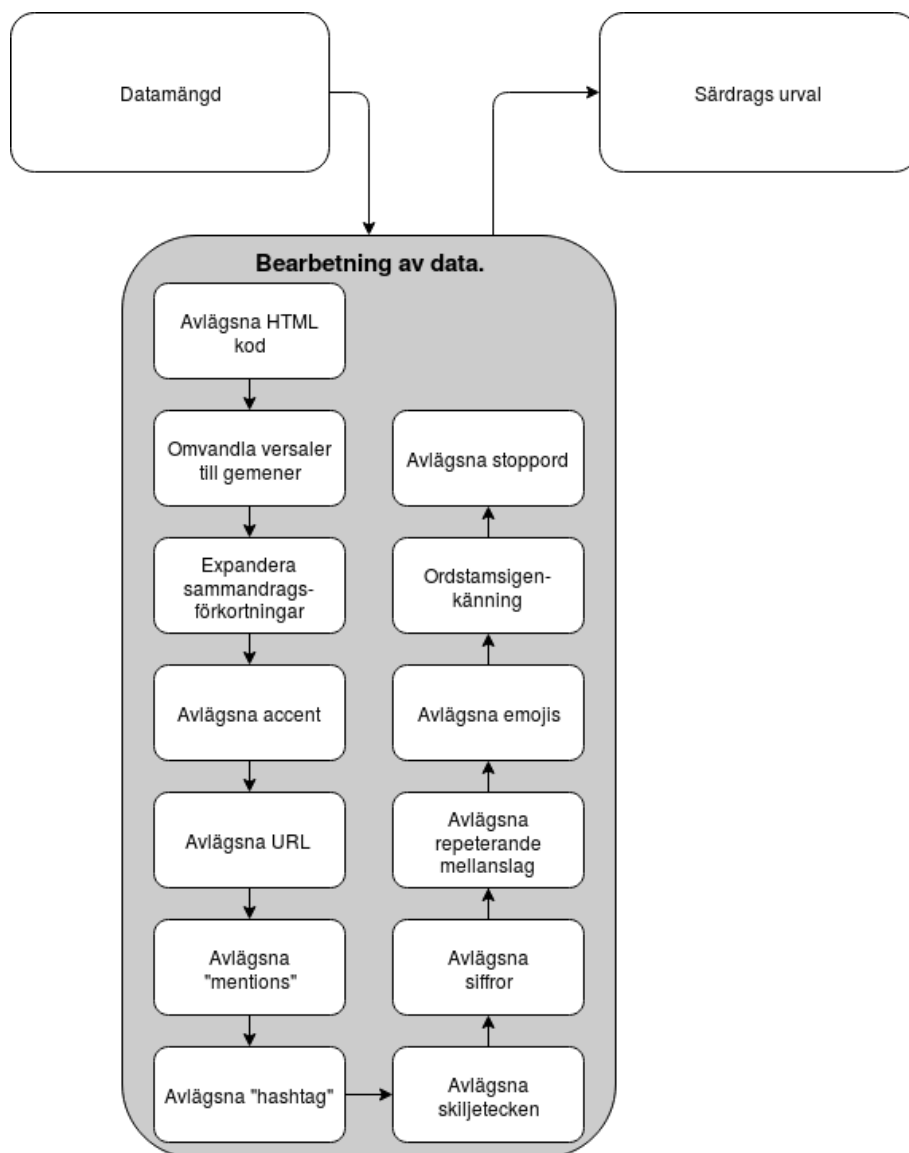 Datamängd
Särdrags urval
Bearbetning av data.
Avlägsna HTML
kod
Omvandla versaler
till gemener
Expandera
sammandrags-
förkortningar
Avlägsna accent
Avlägsna URL
Avlägsna
"mentions"
Avlägsna "hashtag"
Avlägsna
skiljetecken
Avlägsna
siffror
Avlägsna
repeterande
mellanslag
Avlägsna emojis
Ordstamsigen-
känning
Avlägsna stoppord